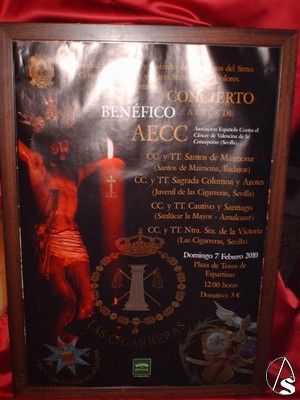 CONCIERTO
BENÉFICO
A FAVOR DE
AECC
Asociación Española Contra el
Cáncer de Valencina de la
Concepción (Sevilla)
CC. y TT. Santos de Maimona
(Santos de Maimona, Badajoz)
CC. y TT. Sagrada Columna y Azotes
(Juvenil de las Cigarreras, Sevilla)
CC. y TT. Cautivo y Santiago
(Sanlúcar la Mayor - Aznalcazar)
CC. y TT. Ntra. Sra. de la Victoria
(Las Cigarreras, Sevilla)
Domingo 7 Febrero 2010
Plaza de Toros de
Espartinas
12:00 horas
Donativo: 3 €
LAS CIGARRERAS